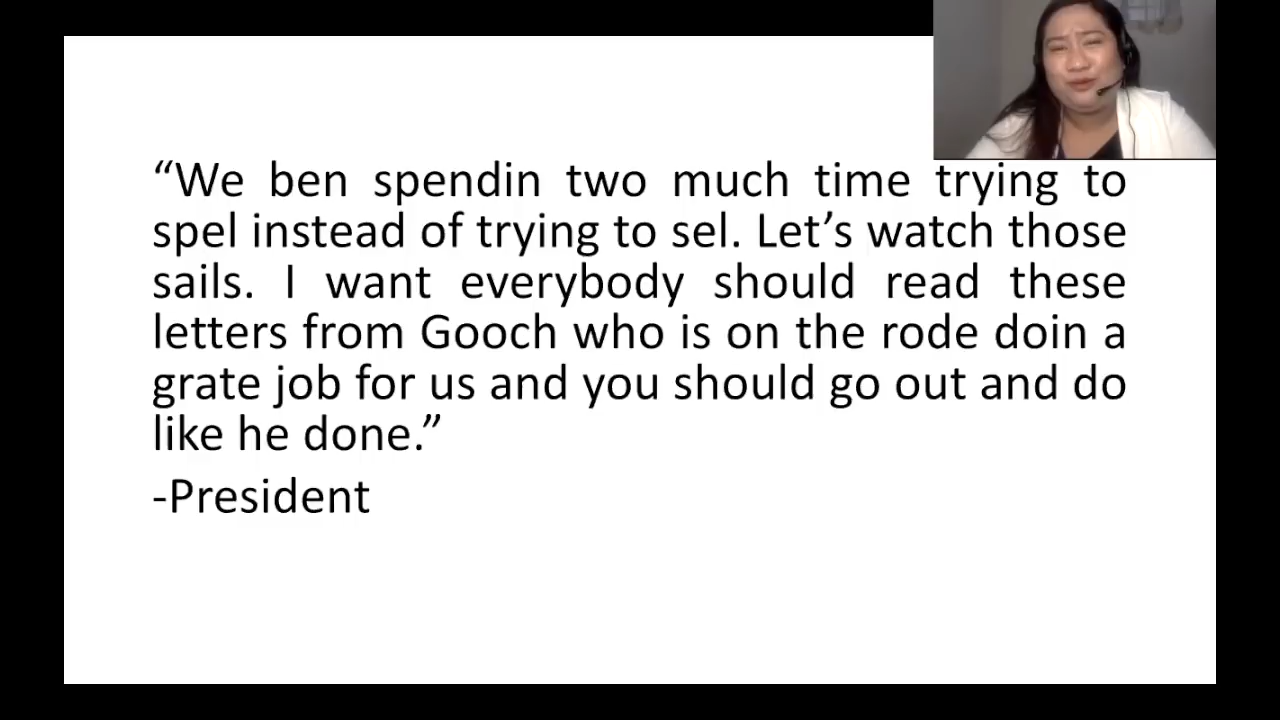 “We ben spendin two much time trying to
spel instead of trying to sel. Let’s watch those
sails. I want everybody should read these
letters from Gooch who is on the rode doin a
grate job for us and you should go out and do
like he done.”
-President